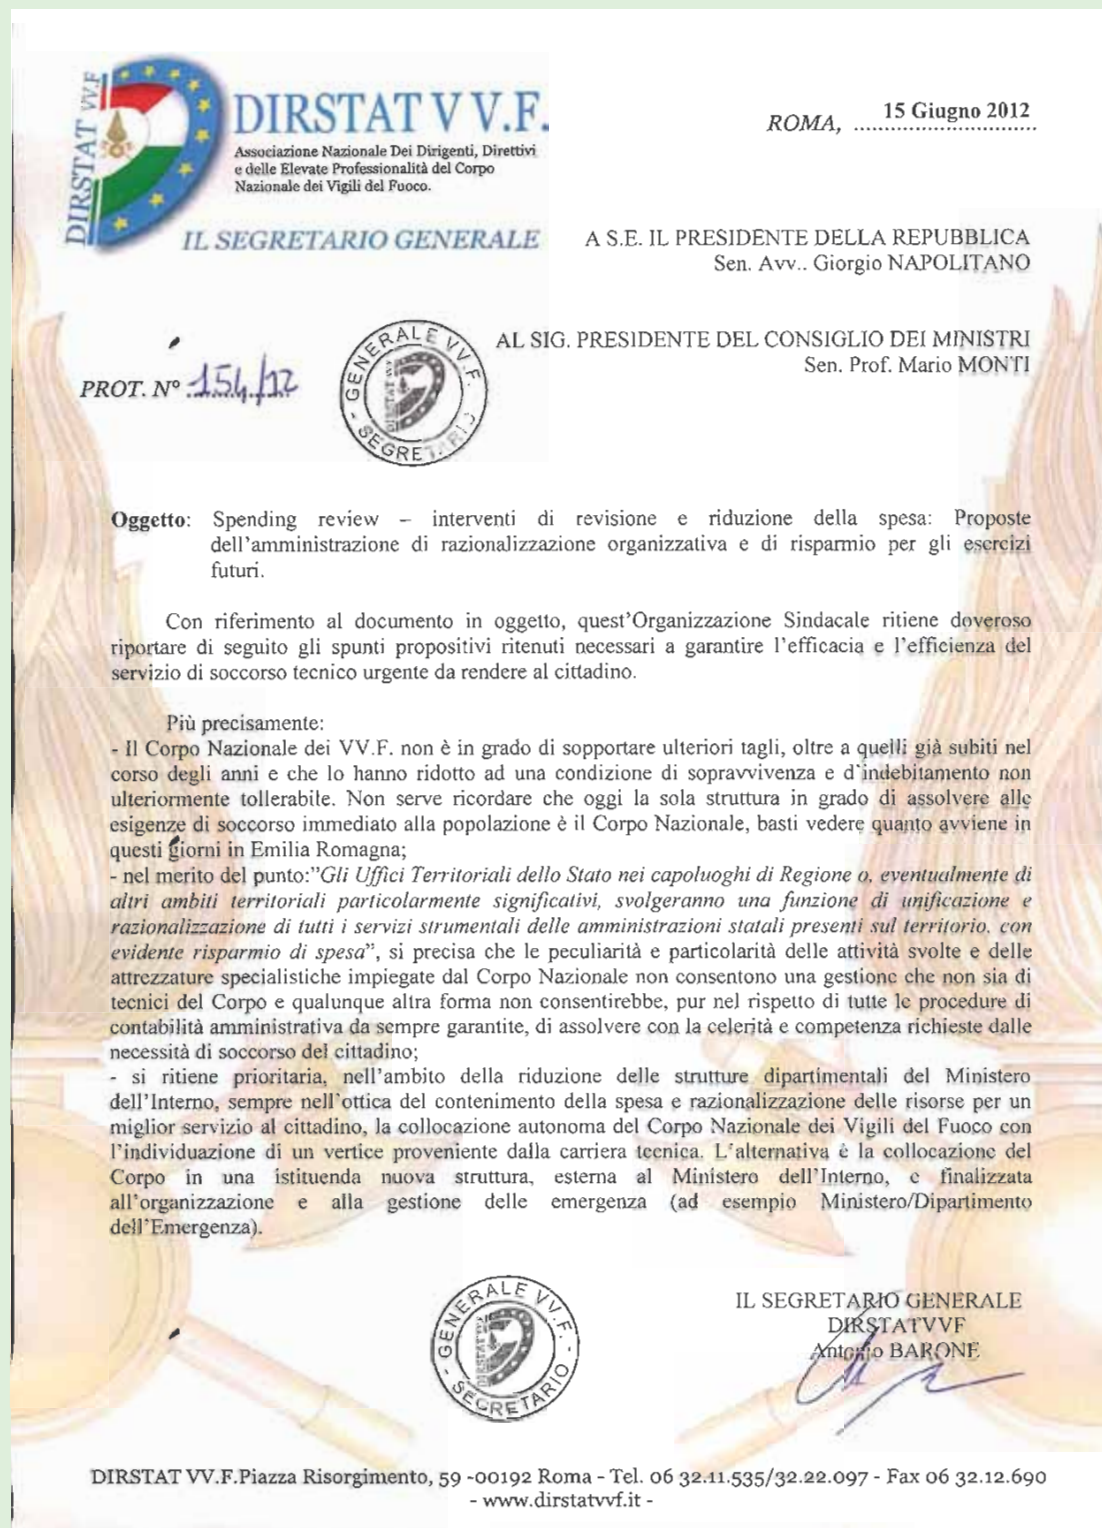 DIRSTAT VV.F
DIRSTAT V V.F.
Associazione Nazionale Dei Dirigenti, Direttivi
e delle Elevate Professionalità del Corpo
Nazionale dei Vigili del Fuoco.
IL SEGRETARIO GENERALE
ROMA, 15 Giugno 2012
A S.E. IL PRESIDENTE DELLA REPUBBLICA
Sen. Avv.. Giorgio NAPOLITANO
AL SIG. PRESIDENTE DEL CONSIGLIO DEI MINISTRI
Sen. Prof. Mario MONTI
PROT. N° 154/12
GENERALE VV.F. - SEGRETARIO -
DIRSTAT VV
Oggetto: Spending review – interventi di revisione e riduzione della spesa: Proposte
dell'amministrazione di razionalizzazione organizzativa e di risparmio per gli esercizi
futuri.
Con riferimento al documento in oggetto, quest'Organizzazione Sindacale ritiene doveroso
riportare di seguito gli spunti propositivi ritenuti necessari a garantire l'efficacia e l'efficienza del
servizio di soccorso tecnico urgente da rendere al cittadino.
Più precisamente:
- Il Corpo Nazionale dei VV.F. non è in grado di sopportare ulteriori tagli, oltre a quelli già subiti nel
corso degli anni e che lo hanno ridotto ad una condizione di sopravvivenza e d'indebitamento non
ulteriormente tollerabile. Non serve ricordare che oggi la sola struttura in grado di assolvere alle
esigenze di soccorso immediato alla popolazione è il Corpo Nazionale, basti vedere quanto avviene in
questi giorni in Emilia Romagna;
- nel merito del punto:"Gli Uffici Territoriali dello Stato nei capoluoghi di Regione o, eventualmente di
altri ambiti territoriali particolarmente significativi, svolgeranno una funzione di unificazione e
razionalizzazione di tutti i servizi strumentali delle amministrazioni statali presenti sul territorio, con
evidente risparmio di spesa", si precisa che le peculiarità e particolarità delle attività svolte e delle
attrezzature specialistiche impiegate dal Corpo Nazionale non consentono una gestione che non sia di
tecnici del Corpo e qualunque altra forma non consentirebbe, pur nel rispetto di tutte le procedure di
contabilità amministrativa da sempre garantite, di assolvere con la celerità e competenza richieste dalle
necessità di soccorso del cittadino;
- si ritiene prioritaria, nell'ambito della riduzione delle strutture dipartimentali del Ministero
dell'Interno, sempre nell'ottica del contenimento della spesa e razionalizzazione delle risorse per un
miglior servizio al cittadino, la collocazione autonoma del Corpo Nazionale dei Vigili del Fuoco con
l'individuazione di un vertice proveniente dalla carriera tecnica. L'alternativa è la collocazione del
Corpo in una istituenda nuova struttura, esterna al Ministero dell'Interno, e finalizzata
all'organizzazione e alla gestione delle emergenza (ad esempio Ministero/Dipartimento
dell'Emergenza).
GENERALE VV.F. - SEGRETARIO -
DIRSTAT VV
IL SEGRETARIO GENERALE
DIRSTATVVF
Antonio BARONE
DIRSTAT VV.F.Piazza Risorgimento, 59 -00192 Roma - Tel. 06 32.11.535/32.22.097 - Fax 06 32.12.690
- www.dirstatvvf.it -